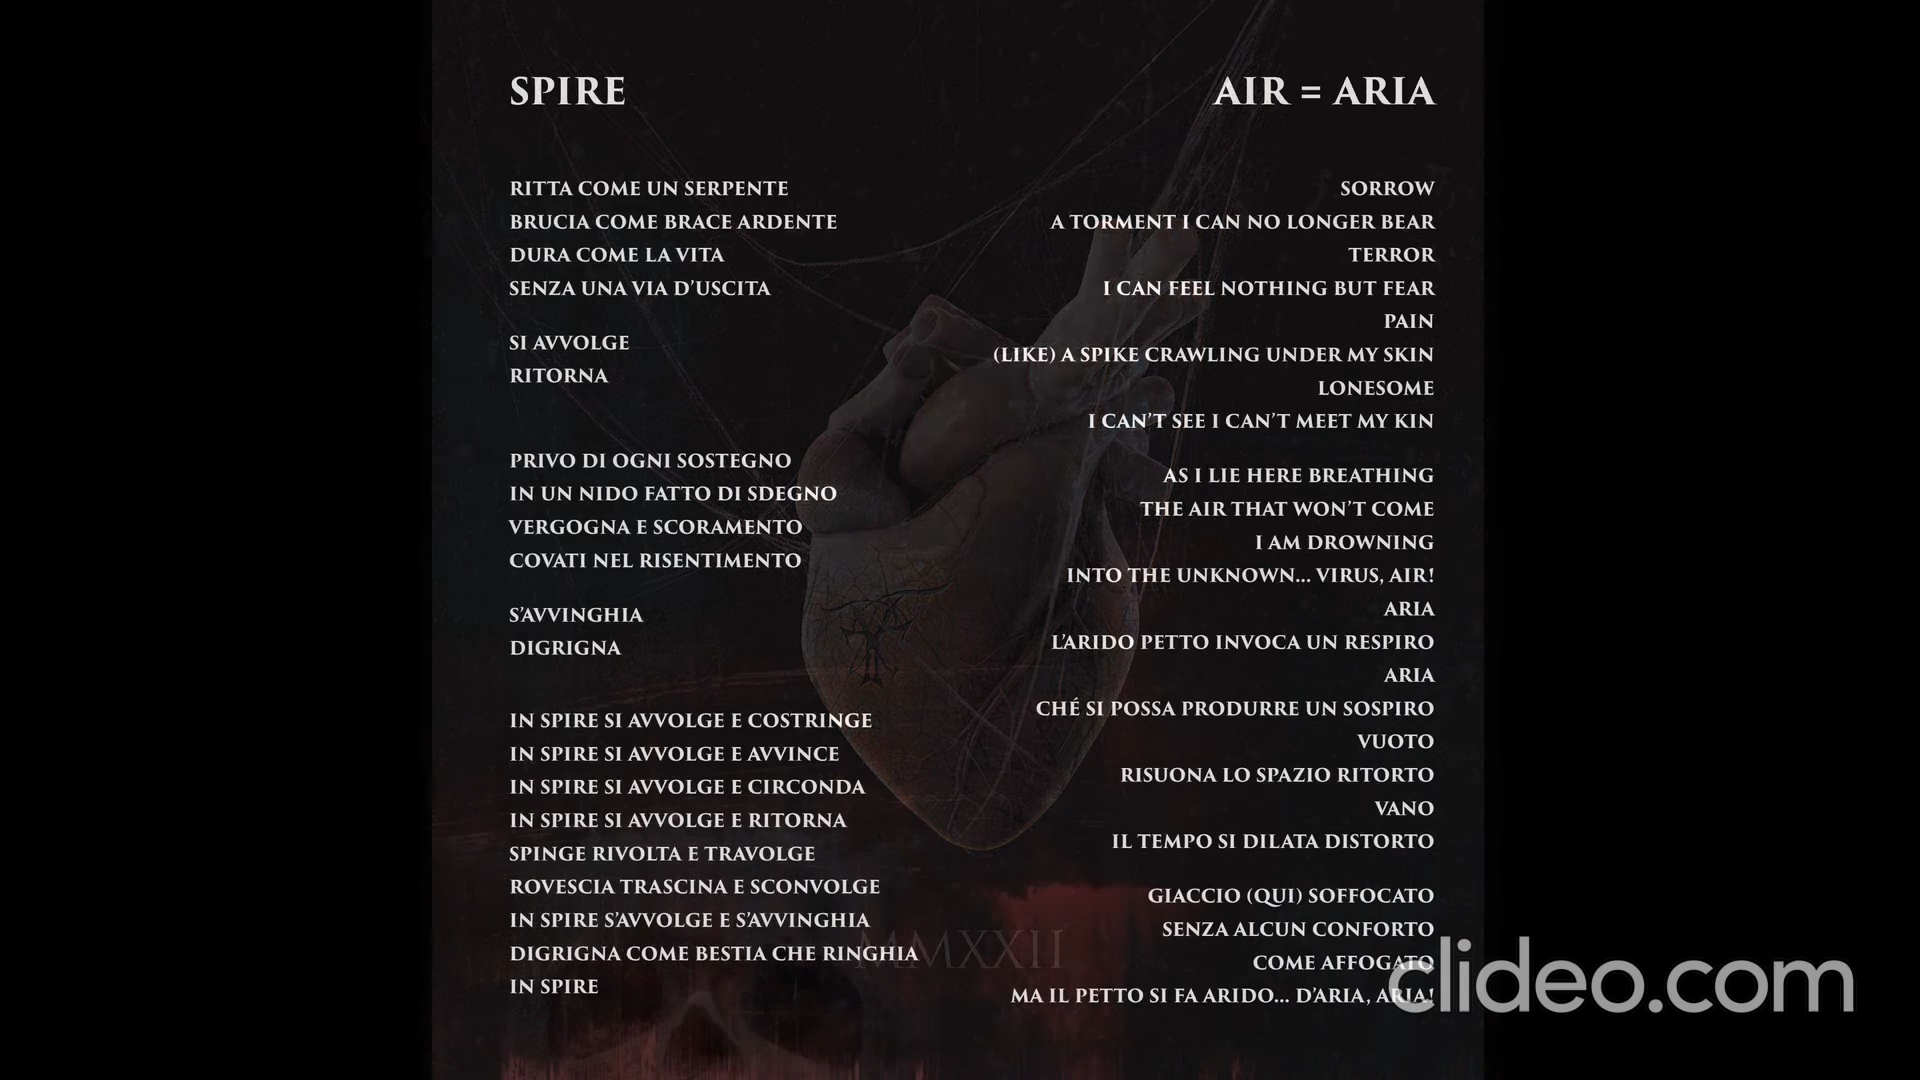 SPIRE
RITTA COME UN SERPENTE
BRUCIA COME BRACE ARDENTE
DURA COME LA VITA
SENZA UNA VIA D'USCITA
SI AVVOLGE
RITORNA
PRIVO DI OGNI SOSTEGNO
IN UN NIDO FATTO DI SDEGNO
VERGOGNA E SCORAMENTO
COVATI NEL RISENTIMENTO
S'AVVINGHIA
DIGRIGNA
IN SPIRE SI AVVOLGE E COSTRINGE
IN SPIRE SI AVVOLGE E AVVINCE
IN SPIRE SI AVVOLGE E CIRCONDA
IN SPIRE SI AVVOLGE E RITORNA
SPINGE RIVOLTA E TRAVOLGE
ROVESCIA TRASCINA E SCONVOLGE
IN SPIRE S'AVVOLGE E S'AVVINGHIA
DIGRIGNA COME BESTIA CHE RINGHIA
IN SPIRE
AIR = ARIA
SORROW
A TORMENT I CAN NO LONGER BEAR
TERROR
I CAN FEEL NOTHING BUT FEAR
PAIN
(LIKE) A SPIKE CRAWLING UNDER MY SKIN
LONESOME
I CAN'T SEE I CAN'T MEET MY KIN
AS I LIE HERE BREATHING
THE AIR THAT WON'T COME
I AM DROWNING
INTO THE UNKNOWN... VIRUS, AIR!
ARIA
L'ARIDO PETTO INVOCA UN RESPIRO
ARIA
CHÉ SI POSSA PRODURRE UN SOSPIRO
VUOTO
RISUONA LO SPAZIO RITORTO
VANO
IL TEMPO SI DILATA DISTORTO
GIACCIO (QUI) SOFFOCATO
SENZA ALCUN CONFORTO
COME AFFOGATO
MA IL PETTO SI FA ARIDO... D'ARIA, ARIA!
MMXXII
clideo.com